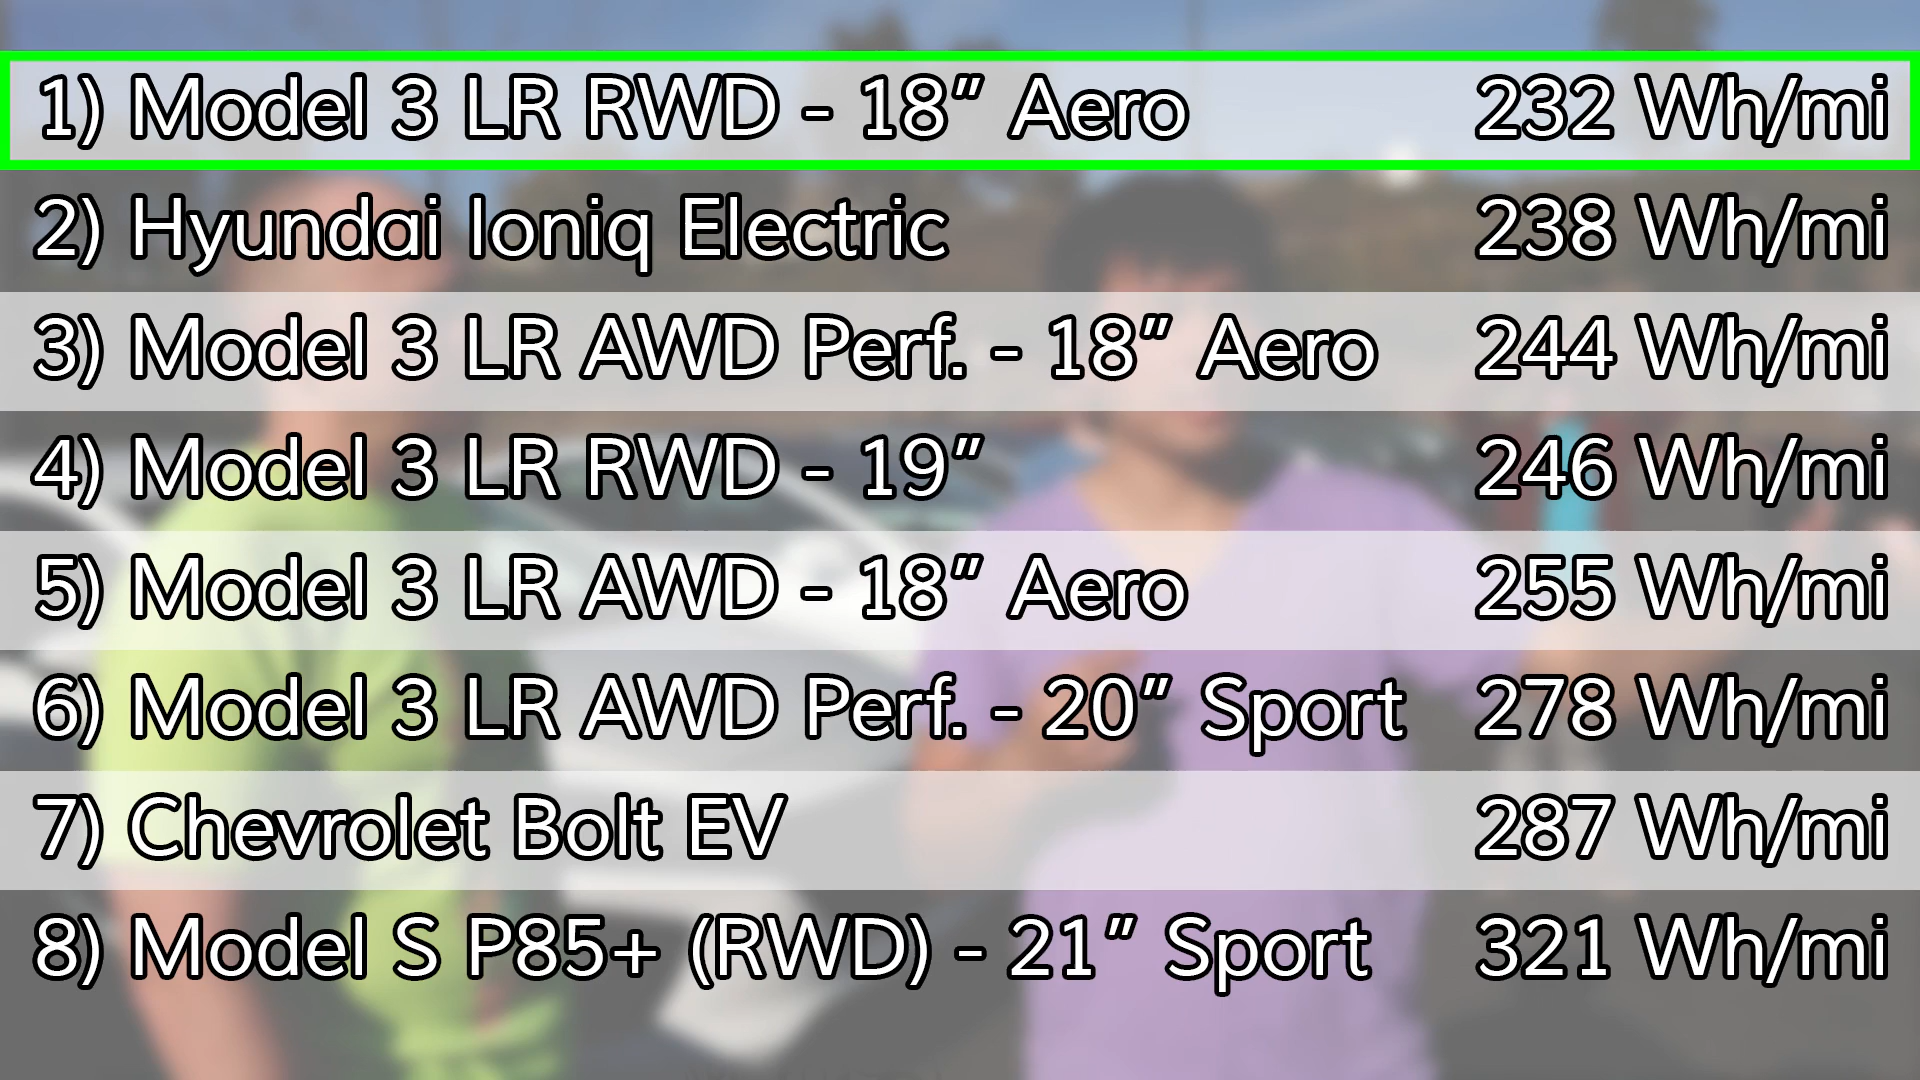 1) Model 3 LR RWD - 18” Aero 232 Wh/mi
2) Hyundai Ioniq Electric 238 Wh/mi
3) Model 3 LR AWD Perf. - 18” Aero 244 Wh/mi
4) Model 3 LR RWD - 19” 246 Wh/mi
5) Model 3 LR AWD - 18” Aero 255 Wh/mi
6) Model 3 LR AWD Perf. - 20” Sport 278 Wh/mi
7) Chevrolet Bolt EV 287 Wh/mi
8) Model S P85+ (RWD) - 21” Sport 321 Wh/mi